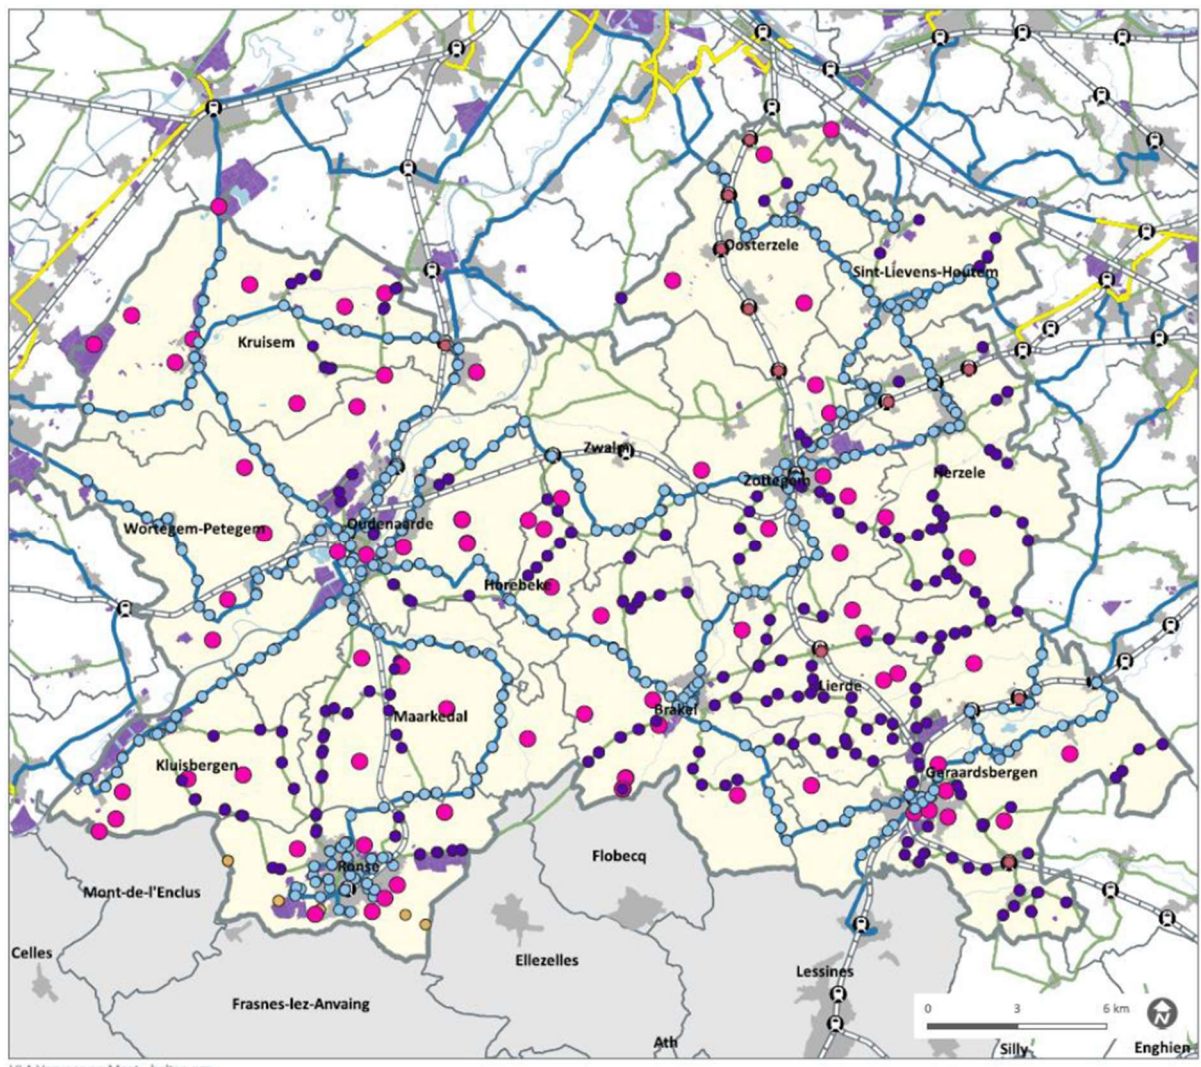 Oosterzele
Sint-Lievens-Houtem
Kruisem
Zwalm
Zottegem
Herzele
Wortegem-Petegem
Oudenaarde
Horebeke
Lierde
Brakel
Maarkedal
Kluisbergen
Geraardsbergen
Flobecq
Ronse
Mont-de-l'Enclus
Celles
Ellezelles
Lessines
Frasnes-lez-Anvaing
0 3 6 km
N
Ath
Silly
Enghien